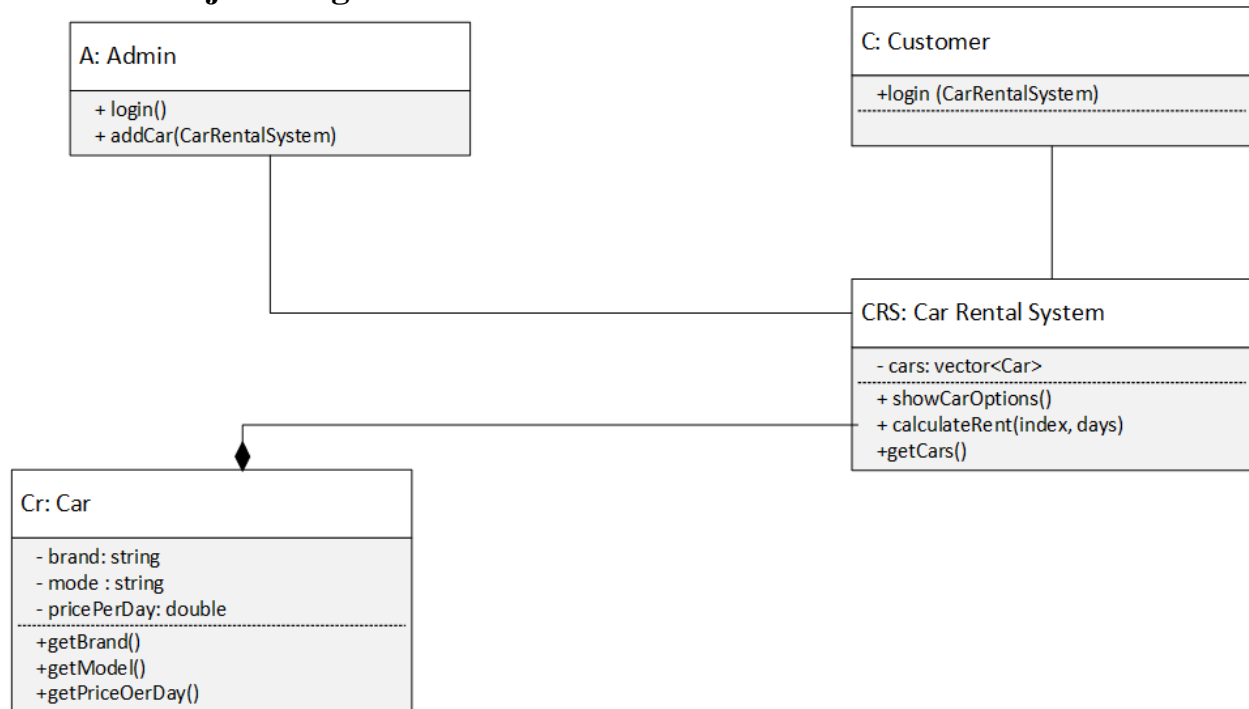 A: Admin
+ login()
+ addCar(CarRentalSystem)
C: Customer
+login (CarRentalSystem)
CRS: Car Rental System
- cars: vector<Car>
+ showCarOptions()
+ calculateRent(index, days)
+getCars()
Cr: Car
- brand: string
- mode : string
- pricePerDay: double
+getBrand()
+getModel()
+getPriceOerDay()